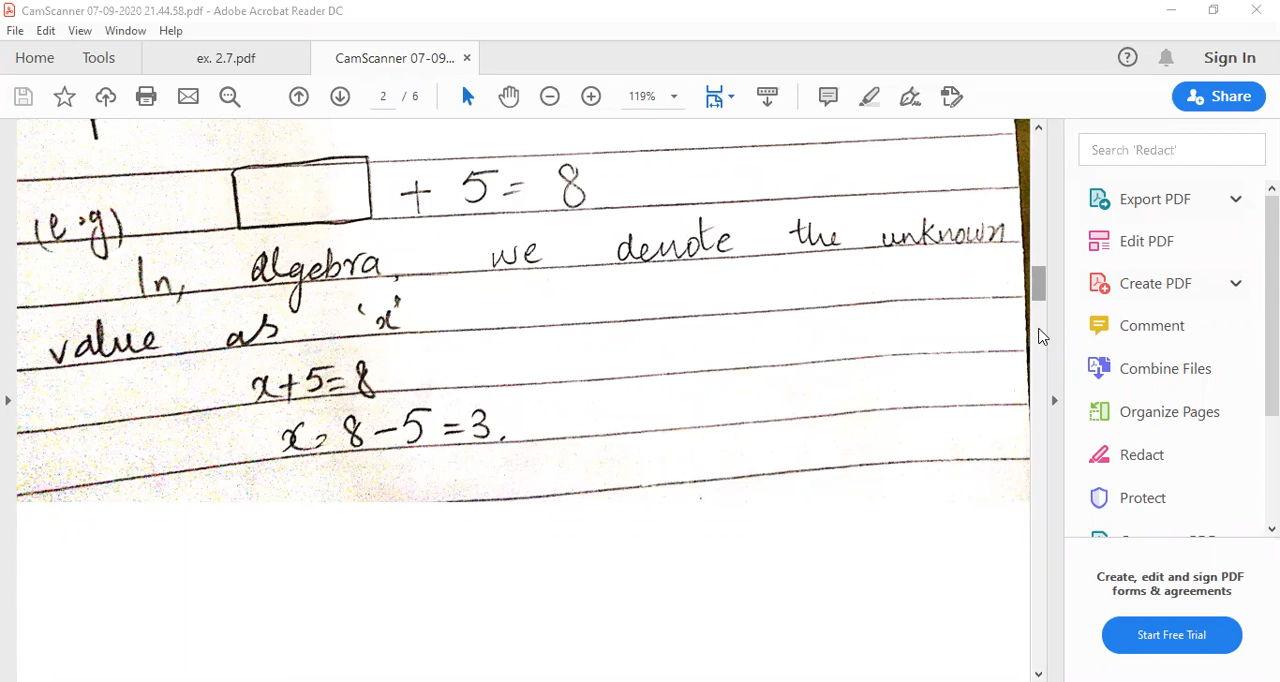 CamScanner 07-09-2020 21.44.58.pdf - Adobe Acrobat Reader DC
File Edit View Window Help
Home Tools ex. 2.7.pdf CamScanner 07-09... × Sign In
2 / 6 119% Share
(e.g) + 5 = 8
In, algebra, we denote the unknown
value as 'x'
x+5=8
x = 8-5=3.
Search 'Redact'
Export PDF
Edit PDF
Create PDF
Comment
Combine Files
Organize Pages
Redact
Protect
Create, edit and sign PDF
forms & agreements
Start Free Trial